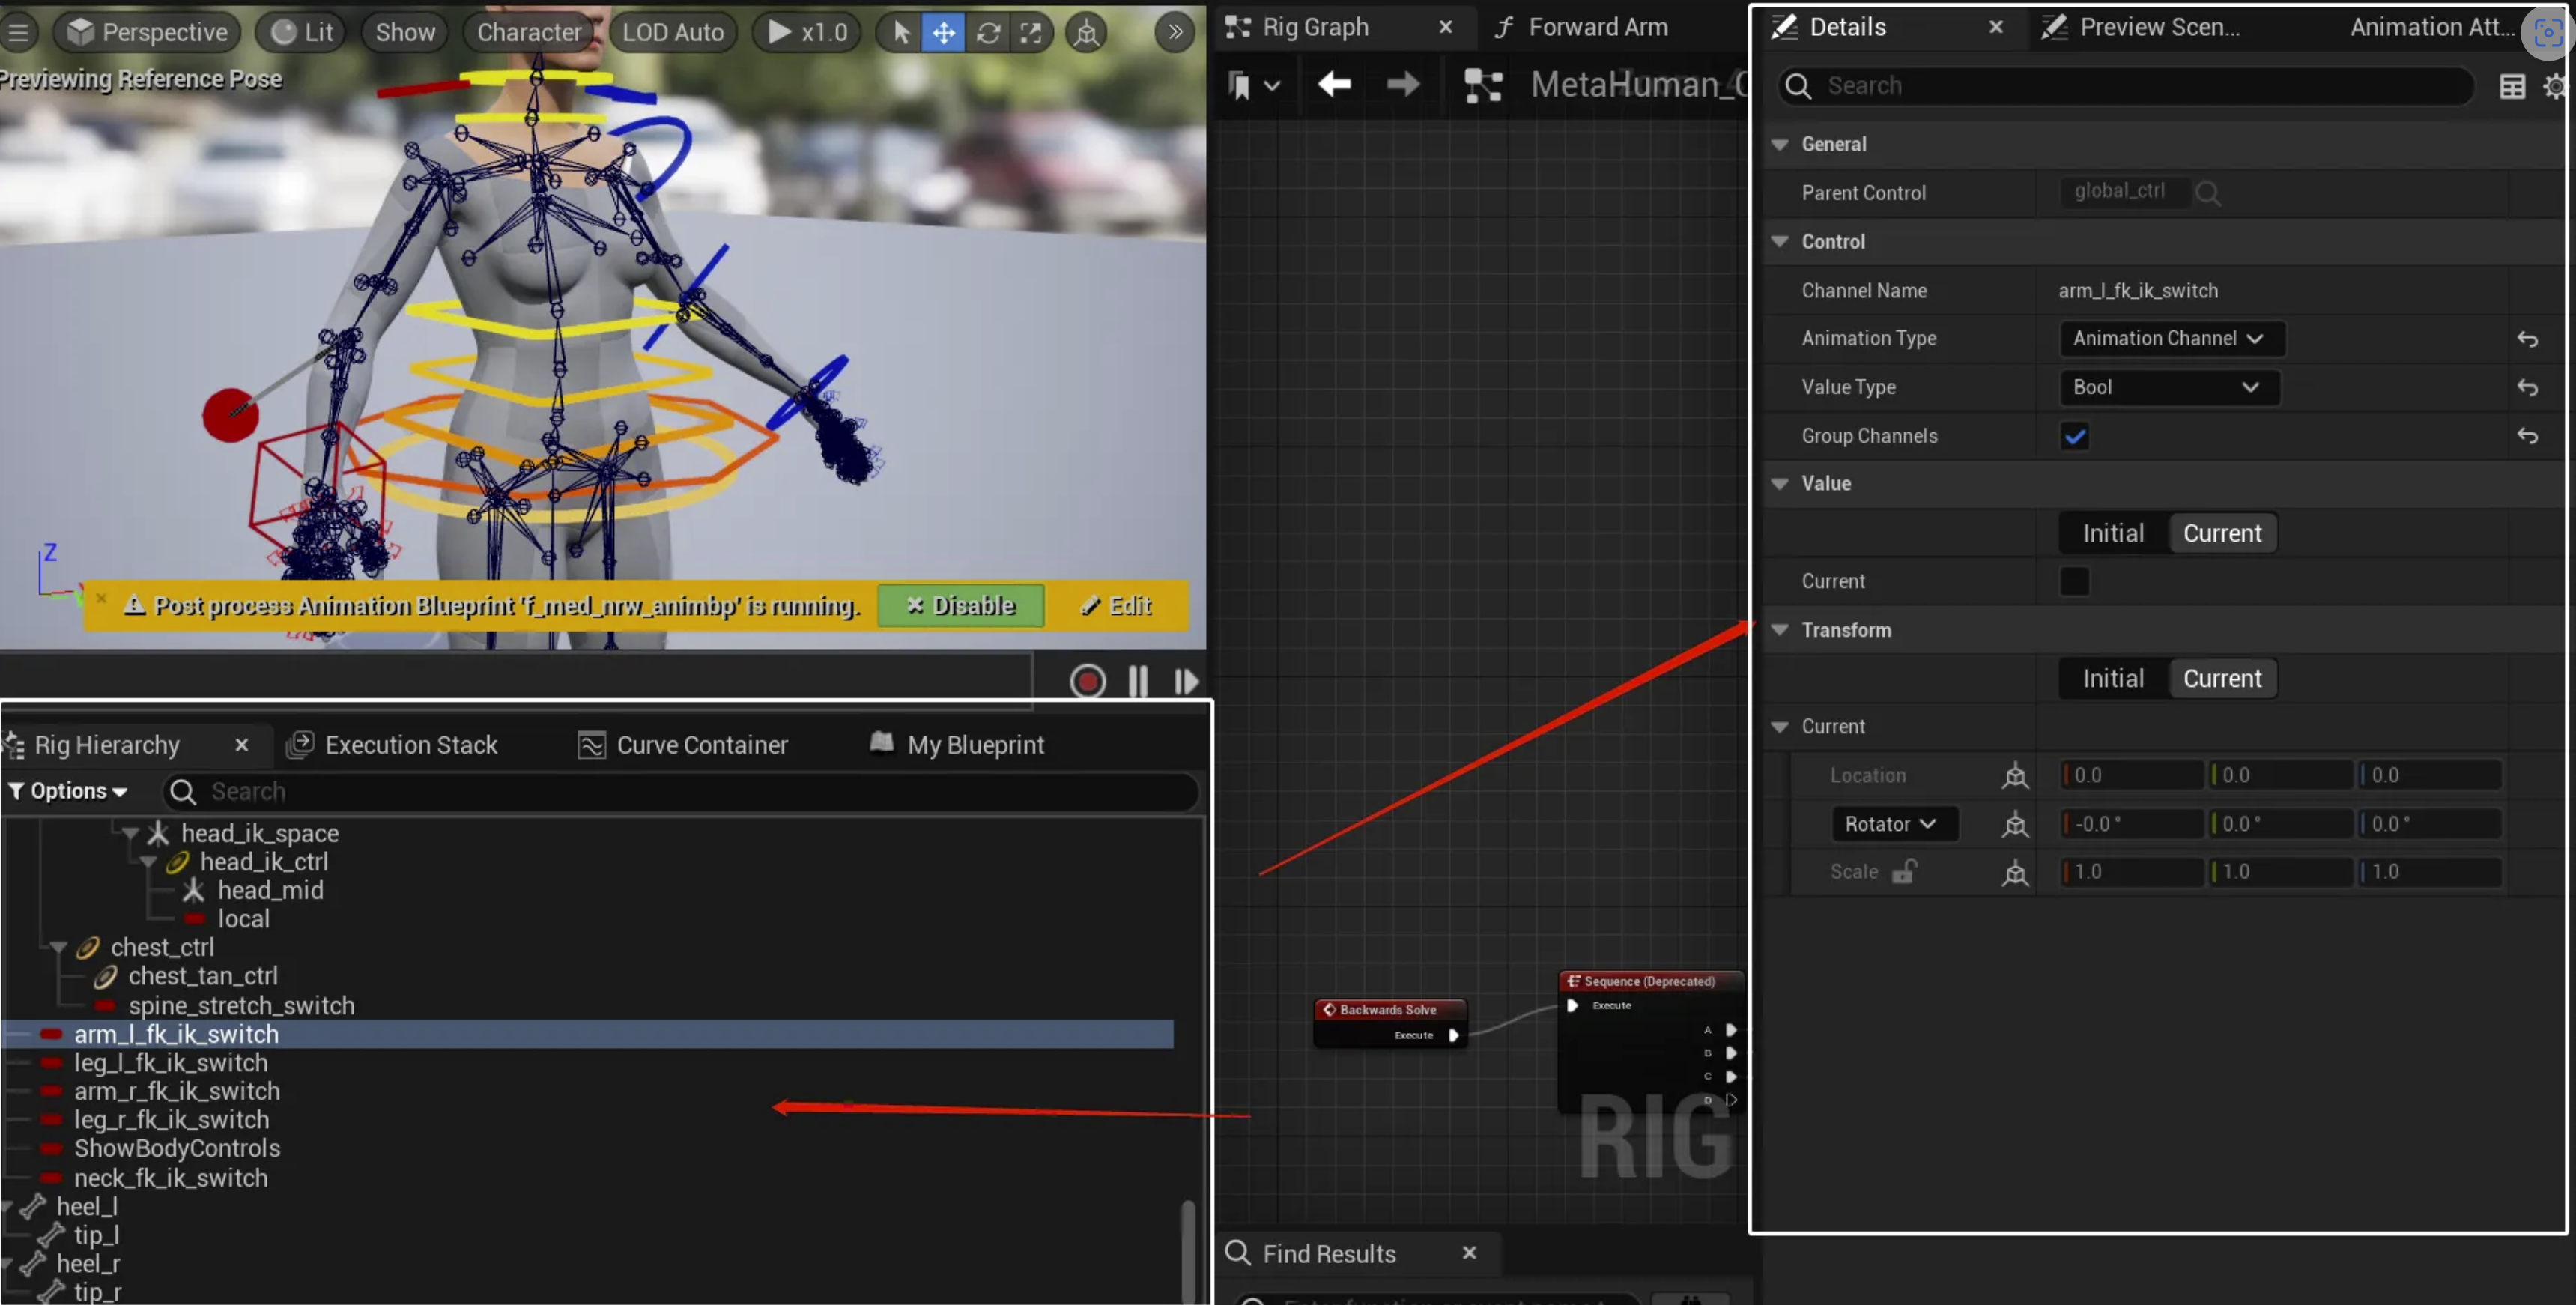 Perspective
Lit
Show
Character
LOD Auto
x1.0
Previewing Reference Pose
Z
Post process Animation Blueprint 'f_med_nrw_animbp' is running.
Disable
Edit
Rig Hierarchy
Execution Stack
Curve Container
My Blueprint
Options
Search
head_ik_space
head_ik_ctrl
head_mid
local
chest_ctrl
chest_tan_ctrl
spine_stretch_switch
arm_l_fk_ik_switch
leg_l_fk_ik_switch
arm_r_fk_ik_switch
leg_r_fk_ik_switch
ShowBodyControls
neck_fk_ik_switch
heel_l
tip_l
heel_r
tip_r
Rig Graph
Forward Arm
MetaHuman_C
Backwards Solve
Execute
Sequence (Deprecated)
Execute
A
B
C
D
RIG
Find Results
Details
Preview Scen...
Animation Att...
Search
General
Parent Control
global_ctrl
Control
Channel Name
arm_l_fk_ik_switch
Animation Type
Animation Channel
Value Type
Bool
Group Channels
Value
Initial
Current
Current
Transform
Initial
Current
Current
Location
0.0
0.0
0.0
Rotator
-0.0 °
0.0 °
0.0 °
Scale
1.0
1.0
1.0